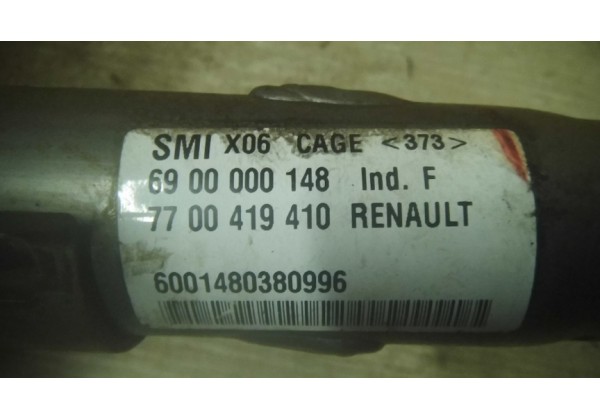 SMI X06 CAGE <373>
69 00 000 148 Ind. F
77 00 419 410 RENAULT
6001480380996